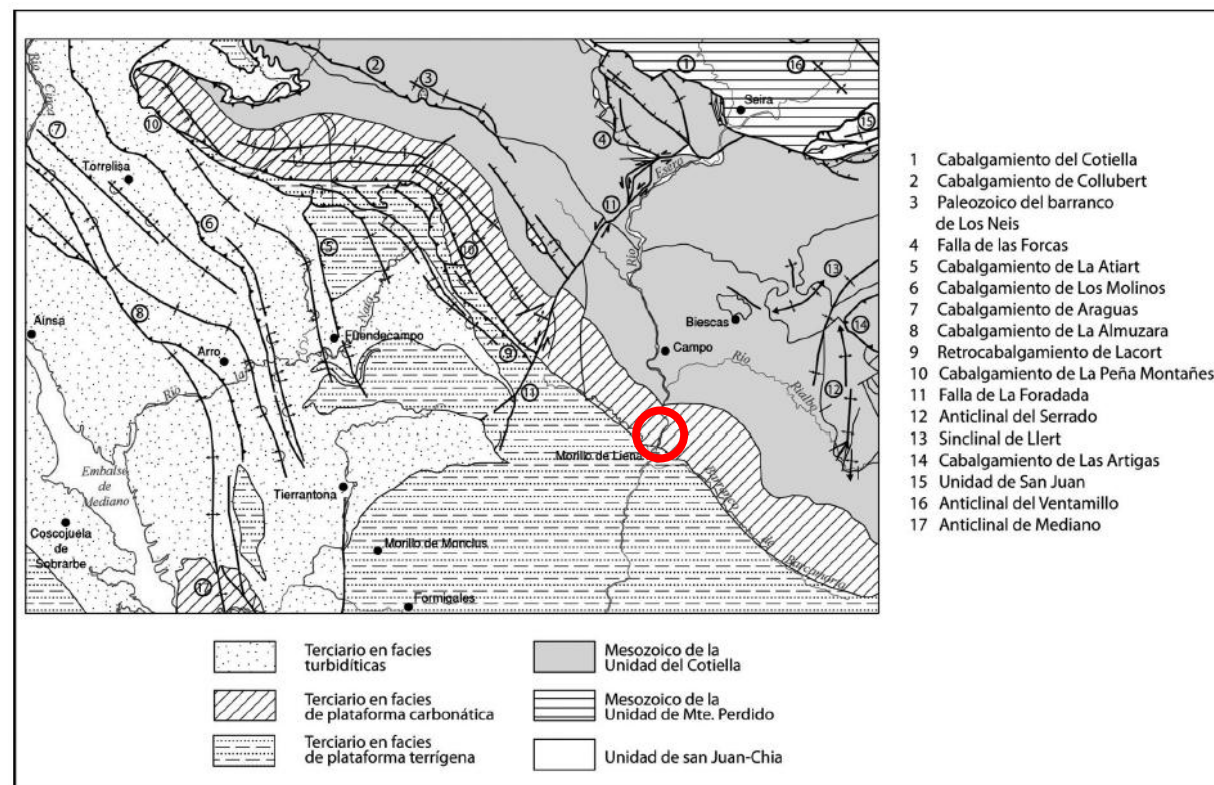 Río
Cinca
7
10
Torrelisa
6
5
8
Aínsa
Arro
Fuendecampo
Río
Nata
Embalse
de
Mediano
Coscojuela
de
Sobrarbe
Tierrantona
17
Morillo de Monclus
Formigales
2
3
10
9
11
11
4
1
16
Seira
15
Esera
Río
Biescas
Campo
13
14
12
Río
Rialbo
Morillo de Liena
Barranco
de
1 Cabalgamiento del Cotiella
2 Cabalgamiento de Collubert
3 Paleozoico del barranco
de Los Neis
4 Falla de las Forcas
5 Cabalgamiento de La Atiart
6 Cabalgamiento de Los Molinos
7 Cabalgamiento de Araguas
8 Cabalgamiento de La Almuzara
9 Retrocabalgamiento de Lacort
10 Cabalgamiento de La Peña Montañes
11 Falla de La Foradada
12 Anticlinal del Serrado
13 Sinclinal de Llert
14 Cabalgamiento de Las Artigas
15 Unidad de San Juan
16 Anticlinal del Ventamillo
17 Anticlinal de Mediano
Terciario en facies
turbidíticas
Terciario en facies
de plataforma carbonática
Terciario en facies
de plataforma terrígena
Mesozoico de la
Unidad del Cotiella
Mesozoico de la
Unidad de Mte. Perdido
Unidad de san Juan-Chia